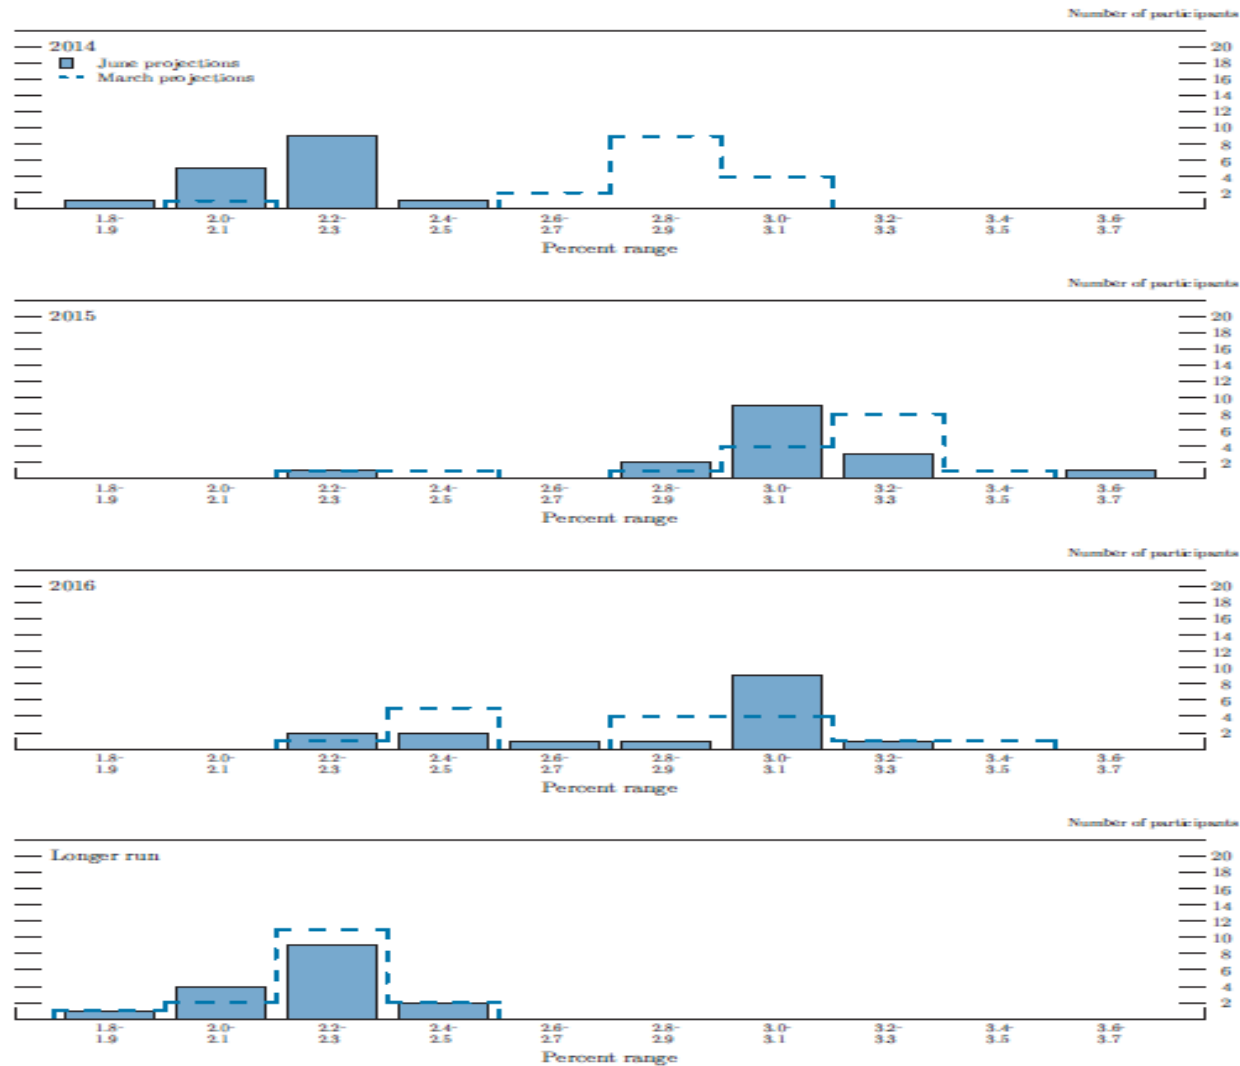 Number of participants
2014
June projections
March projections
20
18
16
14
12
10
8
6
4
2
1.8- 2.0- 2.2- 2.4- 2.6- 2.8- 3.0- 3.2- 3.4- 3.6-
1.9 2.1 2.3 2.5 2.7 2.9 3.1 3.3 3.5 3.7
Percent range
Number of participants
2015
20
18
16
14
12
10
8
6
4
2
1.8- 2.0- 2.2- 2.4- 2.6- 2.8- 3.0- 3.2- 3.4- 3.6-
1.9 2.1 2.3 2.5 2.7 2.9 3.1 3.3 3.5 3.7
Percent range
Number of participants
2016
20
18
16
14
12
10
8
6
4
2
1.8- 2.0- 2.2- 2.4- 2.6- 2.8- 3.0- 3.2- 3.4- 3.6-
1.9 2.1 2.3 2.5 2.7 2.9 3.1 3.3 3.5 3.7
Percent range
Number of participants
Longer run
20
18
16
14
12
10
8
6
4
2
1.8- 2.0- 2.2- 2.4- 2.6- 2.8- 3.0- 3.2- 3.4- 3.6-
1.9 2.1 2.3 2.5 2.7 2.9 3.1 3.3 3.5 3.7
Percent range